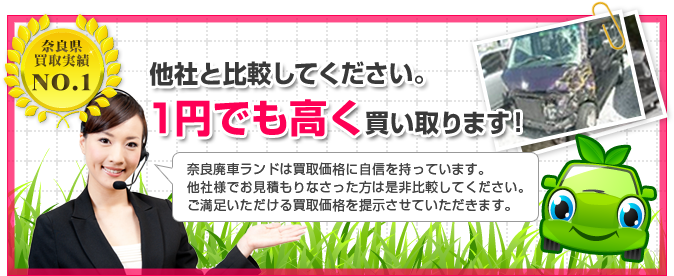 奈良県
買取実績
NO.1
他社と比較してください。
1円でも高く買い取ります!
奈良廃車ランドは買取価格に自信を持っています。
他社様でお見積もりなさった方は是非比較してください。
ご満足いただける買取価格を提示させていただきます。